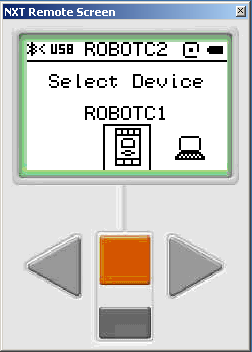 NXT Remote Screen
USB ROBOTC2
Select Device
ROBOTC1